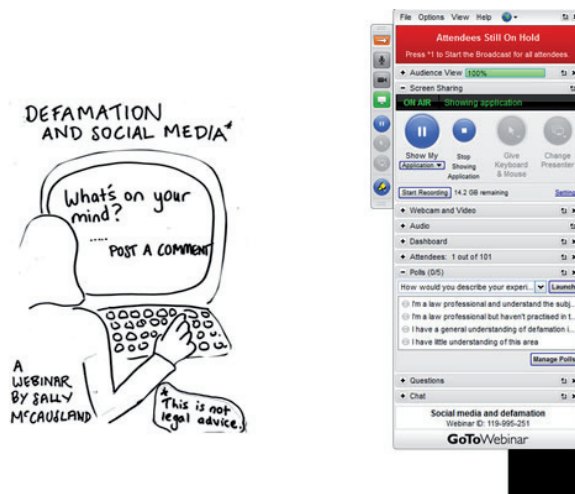 DEFAMATION
AND SOCIAL MEDIA*
What's on your
mind?
.....
POST A COMMENT
A
WEBINAR
BY SALLY
McCAUSLAND
*
This is not
legal advice.
File Options View Help
Attendees Still On Hold
Press *1 to Start the Broadcast for all attendees.
Audience View 100%
Screen Sharing
ON AIR Showing application
Show My
Application
Stop
Showing
Application
Give
Keyboard
& Mouse
Change
Presenter
Start Recording 14.2 GB remaining Setting
Webcam and Video
Audio
Dashboard
Attendees: 1 out of 101
Polls (0/5)
How would you describe your experi... Launch
I'm a law professional and understand the subj...
I'm a law professional but haven't practised in t...
I have a general understanding of defamation i...
I have little understanding of this area
Manage Polls
Questions
Chat
Social media and defamation
Webinar ID: 119-995-251
GoToWebinar